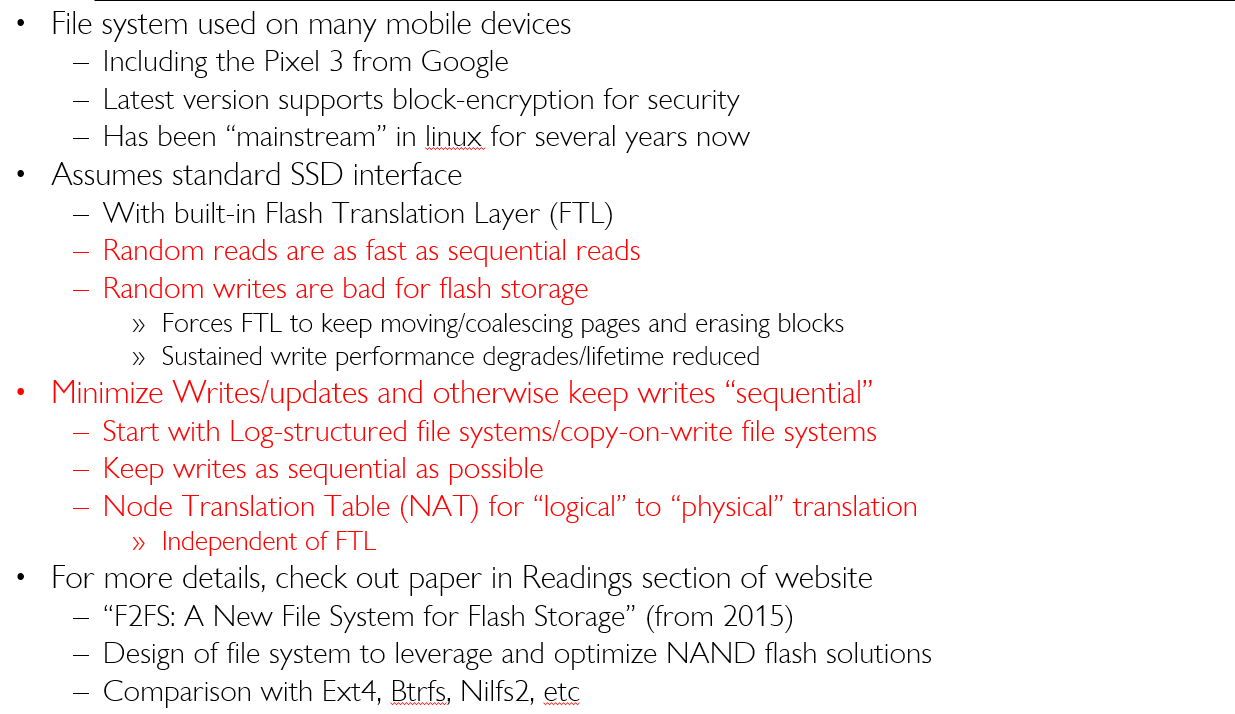 • File system used on many mobile devices
– Including the Pixel 3 from Google
– Latest version supports block-encryption for security
– Has been “mainstream” in linux for several years now
• Assumes standard SSD interface
– With built-in Flash Translation Layer (FTL)
– Random reads are as fast as sequential reads
– Random writes are bad for flash storage
» Forces FTL to keep moving/coalescing pages and erasing blocks
» Sustained write performance degrades/lifetime reduced
• Minimize Writes/updates and otherwise keep writes “sequential”
– Start with Log-structured file systems/copy-on-write file systems
– Keep writes as sequential as possible
– Node Translation Table (NAT) for “logical” to “physical” translation
» Independent of FTL
• For more details, check out paper in Readings section of website
– “F2FS: A New File System for Flash Storage” (from 2015)
– Design of file system to leverage and optimize NAND flash solutions
– Comparison with Ext4, Btrfs, Nilfs2, etc